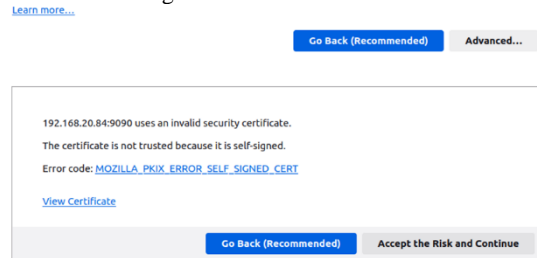 Learn more...
Go Back (Recommended) Advanced...
192.168.20.84:9090 uses an invalid security certificate.
The certificate is not trusted because it is self-signed.
Error code: MOZILLA_PKIX_ERROR_SELF_SIGNED_CERT
View Certificate
Go Back (Recommended) Accept the Risk and Continue